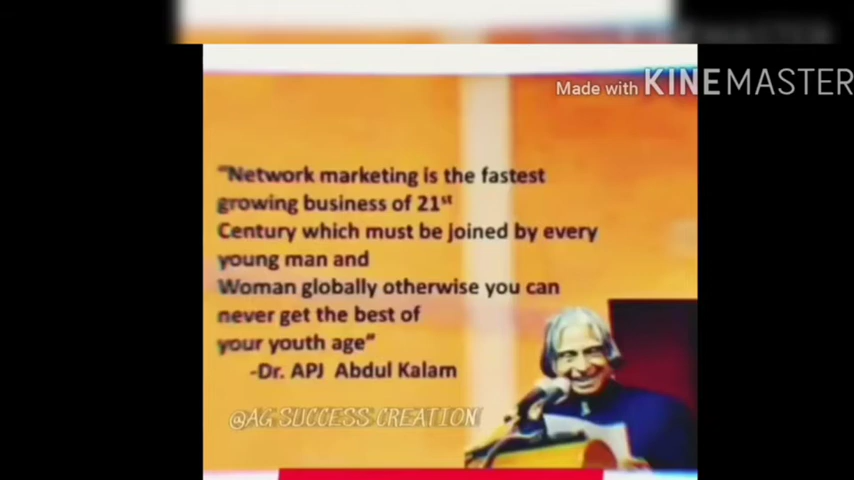 Made with KINEMASTER
"Network marketing is the fastest
growing business of 21st
Century which must be joined by every
young man and
Woman globally otherwise you can
never get the best of
your youth age"
-Dr. APJ Abdul Kalam
@AG SUCCESS CREATION